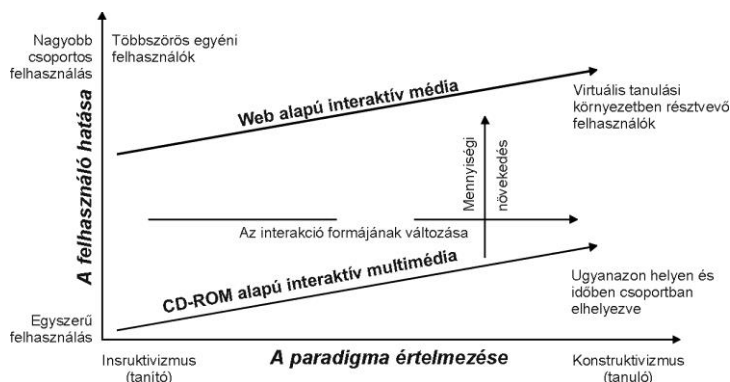 Nagyobb
csoportos
felhasználás
Többszörös egyéni
felhasználók
Web alapú interaktív média
Virtuális tanulási
környezetben résztvevő
felhasználók
A felhasználó hatása
Mennyiségi
növekedés
Az interakció formájának változása
CD-ROM alapú interaktív multimédia
Ugyanazon helyen és
időben csoportban
elhelyezve
Egyszerű
felhasználás
Insruktivizmus
(tanító)
A paradigma értelmezése
Konstruktivizmus
(tanuló)